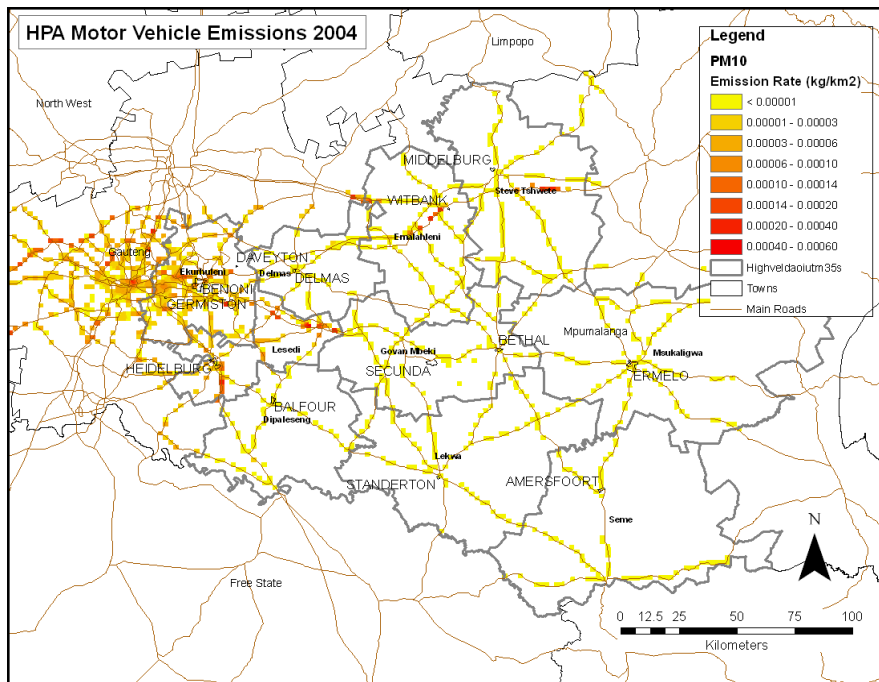 HPA Motor Vehicle Emissions 2004
Limpopo
North West
Legend
PM10
Emission Rate (kg/km2)
< 0.00001
0.00001 - 0.00003
0.00003 - 0.00006
0.00006 - 0.00010
0.00010 - 0.00014
0.00014 - 0.00020
0.00020 - 0.00040
0.00040 - 0.00060
Highveldaoiutm35s
Towns
Main Roads
MIDDELBURG
Steve Tshwete
WITBANK
Emalahleni
Gauteng
DAVEYTON
Ekurhuleni
Delmas
DELMAS
BENONI
GERMISTON
Mpumalanga
BETHAL
Lesedi
Govan Mbeki
Msukaligwa
HEIDELBURG
SECUNDA
ERMELO
BALFOUR
Dipaleseng
Lekwa
STANDERTON
AMERSFOORT
Seme
N
Free State
0 12.5 25 50 75 100
Kilometers